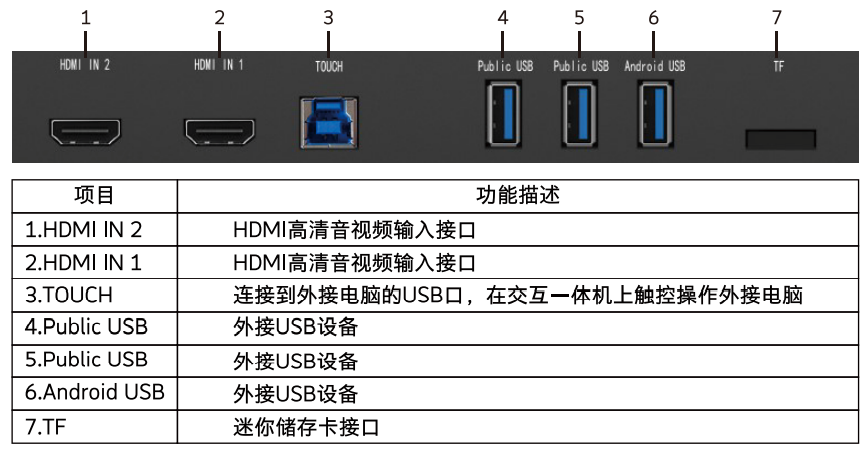 1 2 3 4 5 6 7
HDMI IN 2 HDMI IN 1 TOUCH Public USB Public USB Android USB TF
项目 功能描述
1.HDMI IN 2 HDMI高清音视频输入接口
2.HDMI IN 1 HDMI高清音视频输入接口
3.TOUCH 连接到外接电脑的USB口，在交互一体机上触控操作外接电脑
4.Public USB 外接USB设备
5.Public USB 外接USB设备
6.Android USB 外接USB设备
7.TF 迷你储存卡接口